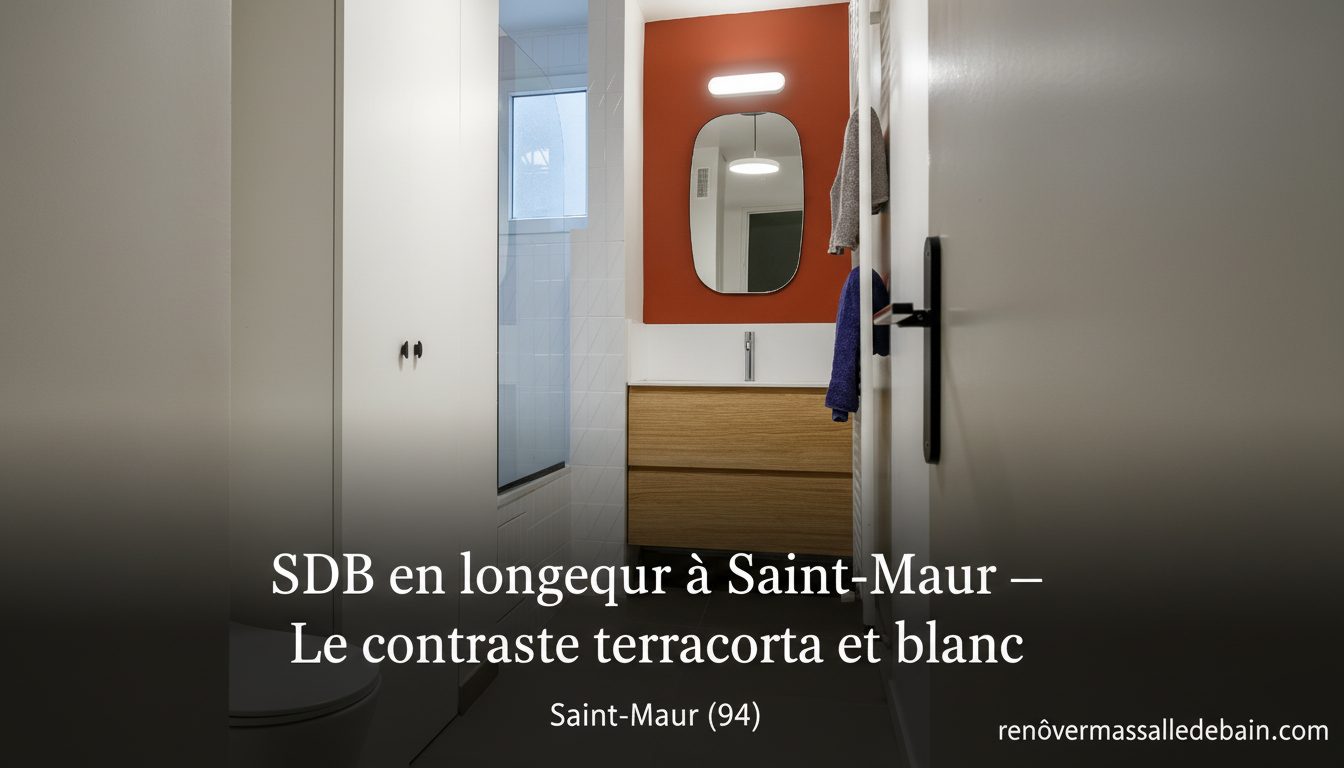 SDB en longequr à Saint-Maur –
Le contraste terracorta et blanc
Saint-Maur (94)
renôvermassalledebain.com